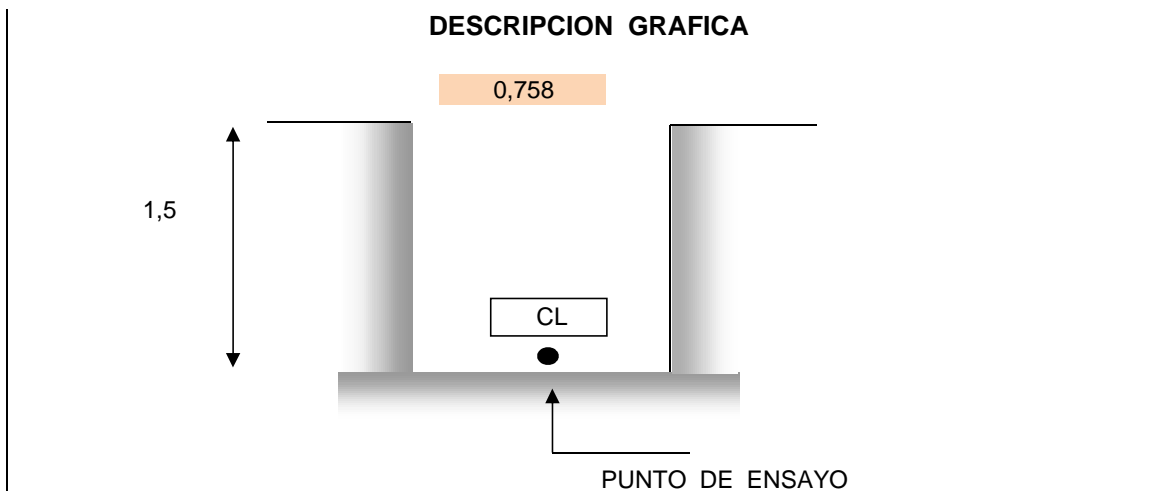 DESCRIPCION GRAFICA
0,758
1,5
CL
PUNTO DE ENSAYO